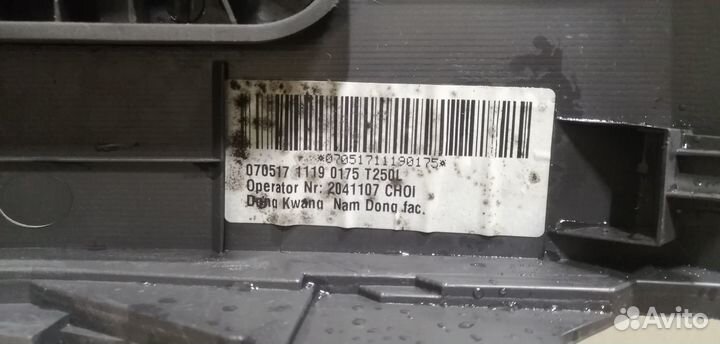 *07051711190175*
070517 1119 0175 T250L
Operator Nr: 2041107 CHOI
Dong Kwang Nam Dong fac.
Avito